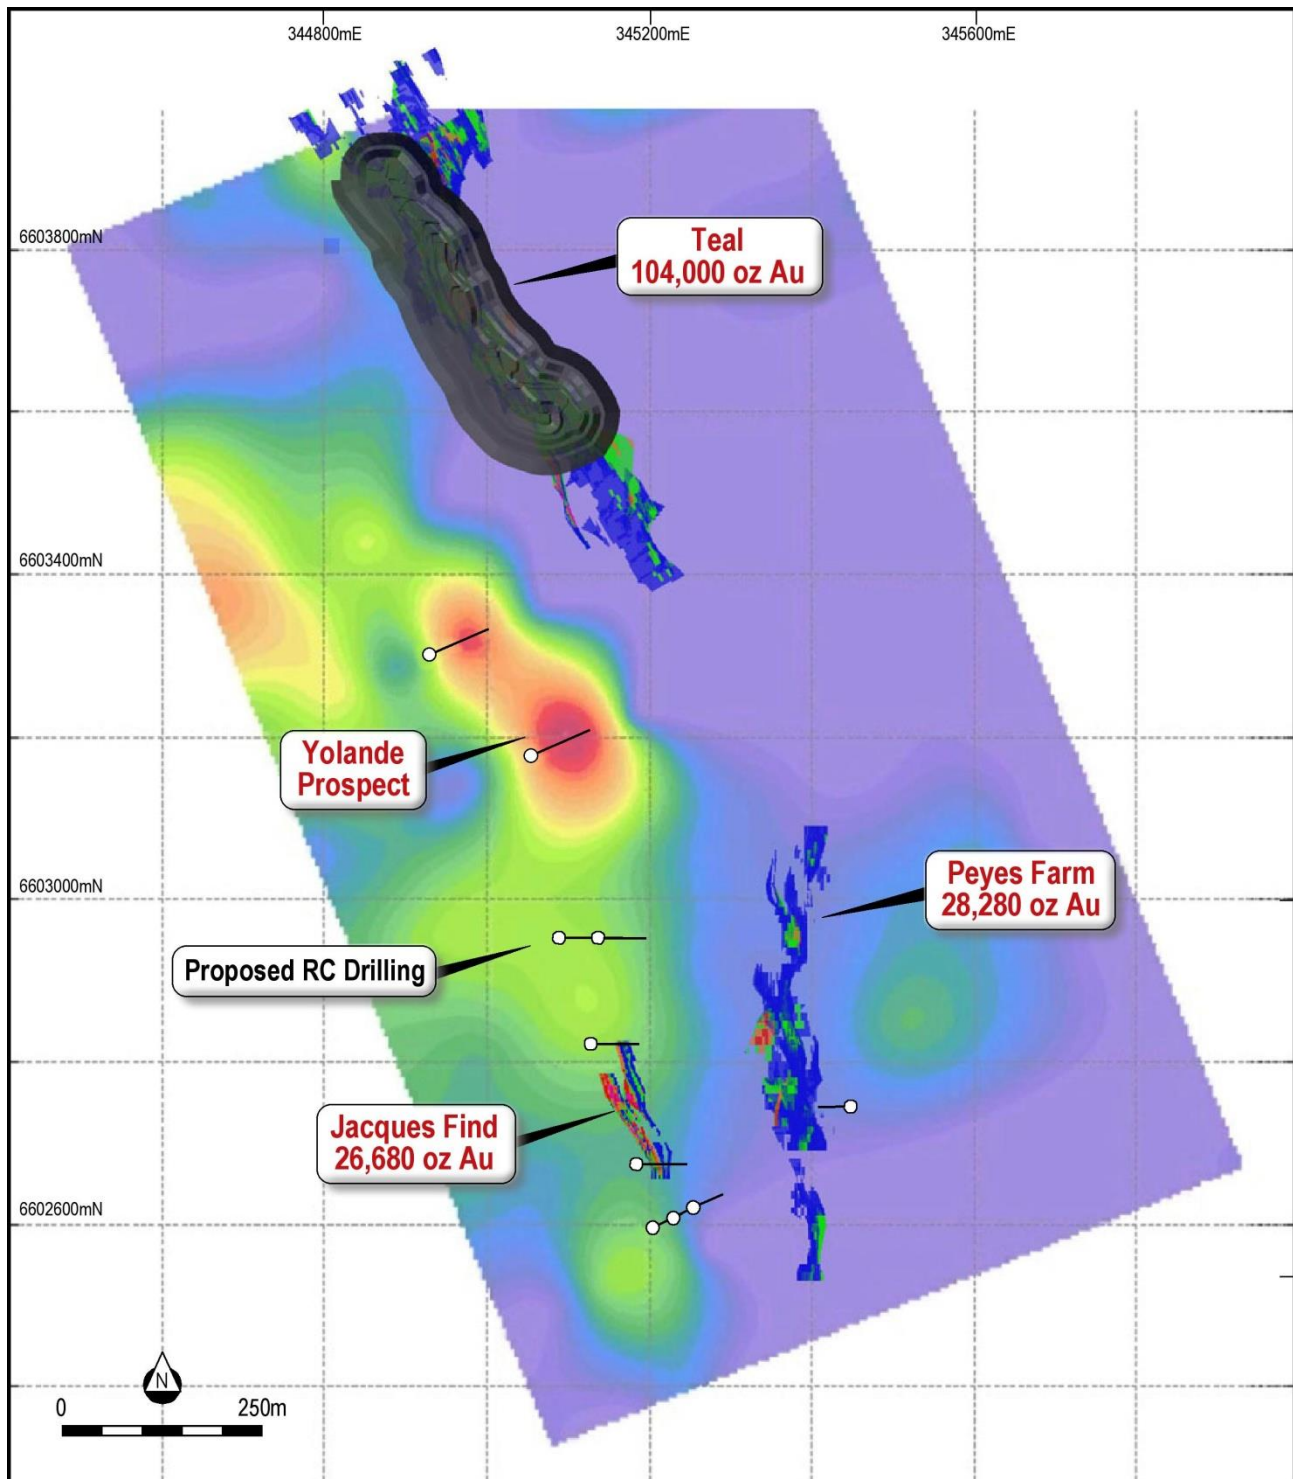 344800mE
345200mE
345600mE
6603800mN
Teal
104,000 oz Au
6603400mN
Yolande
Prospect
6603000mN
Peyes Farm
28,280 oz Au
Proposed RC Drilling
Jacques Find
26,680 oz Au
6602600mN
N
0
250m